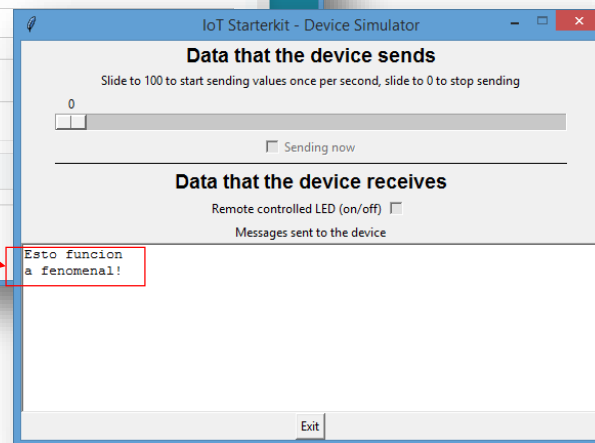 IoT Starterkit - Device Simulator
Data that the device sends
Slide to 100 to start sending values once per second, slide to 0 to stop sending
0
Sending now
Data that the device receives
Remote controlled LED (on/off)
Messages sent to the device
Esto funcion
a fenomenal!
Exit